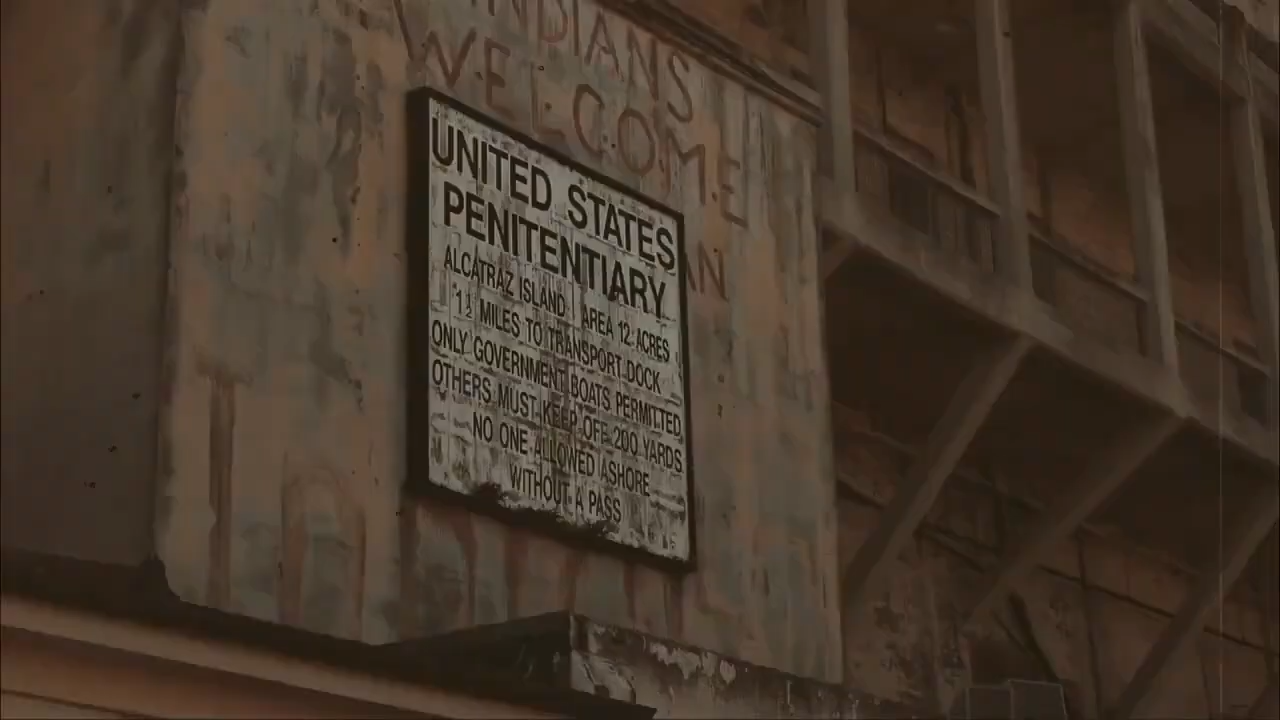 INDIANS
WELCOME
UNITED STATES
PENITENTIARY
ALCATRAZ ISLAND AREA 12 ACRES
1½ MILES TO TRANSPORT DOCK
ONLY GOVERNMENT BOATS PERMITTED
OTHERS MUST KEEP OFF 200 YARDS
NO ONE ALLOWED ASHORE
WITHOUT A PASS